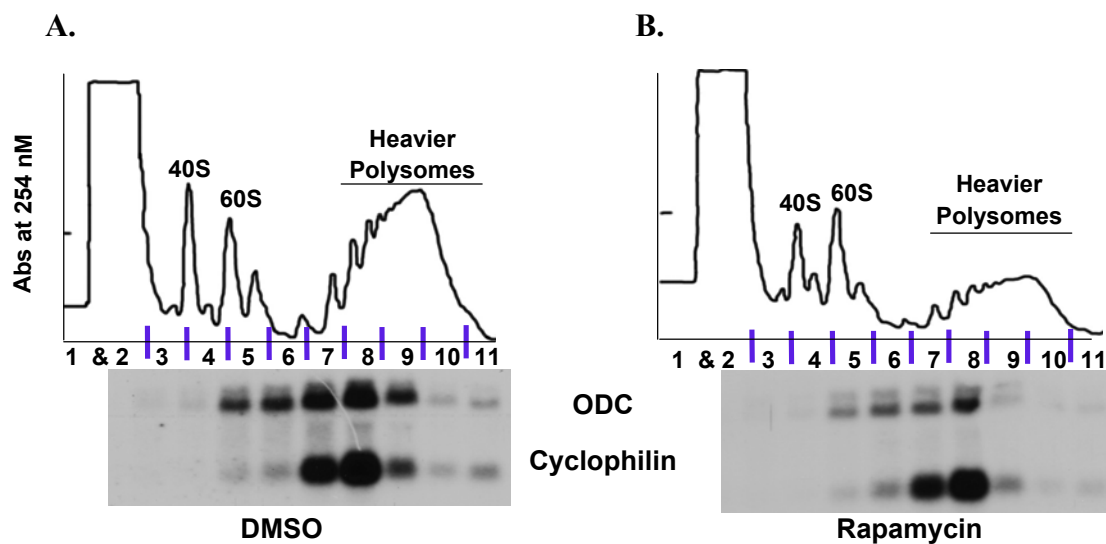 A.
B.
Abs at 254 nM
40S
60S
Heavier
Polysomes
40S
60S
Heavier
Polysomes
1 & 2 3 4 5 6 7 8 9 10 11
1 & 2 3 4 5 6 7 8 9 10 11
ODC
Cyclophilin
DMSO
Rapamycin